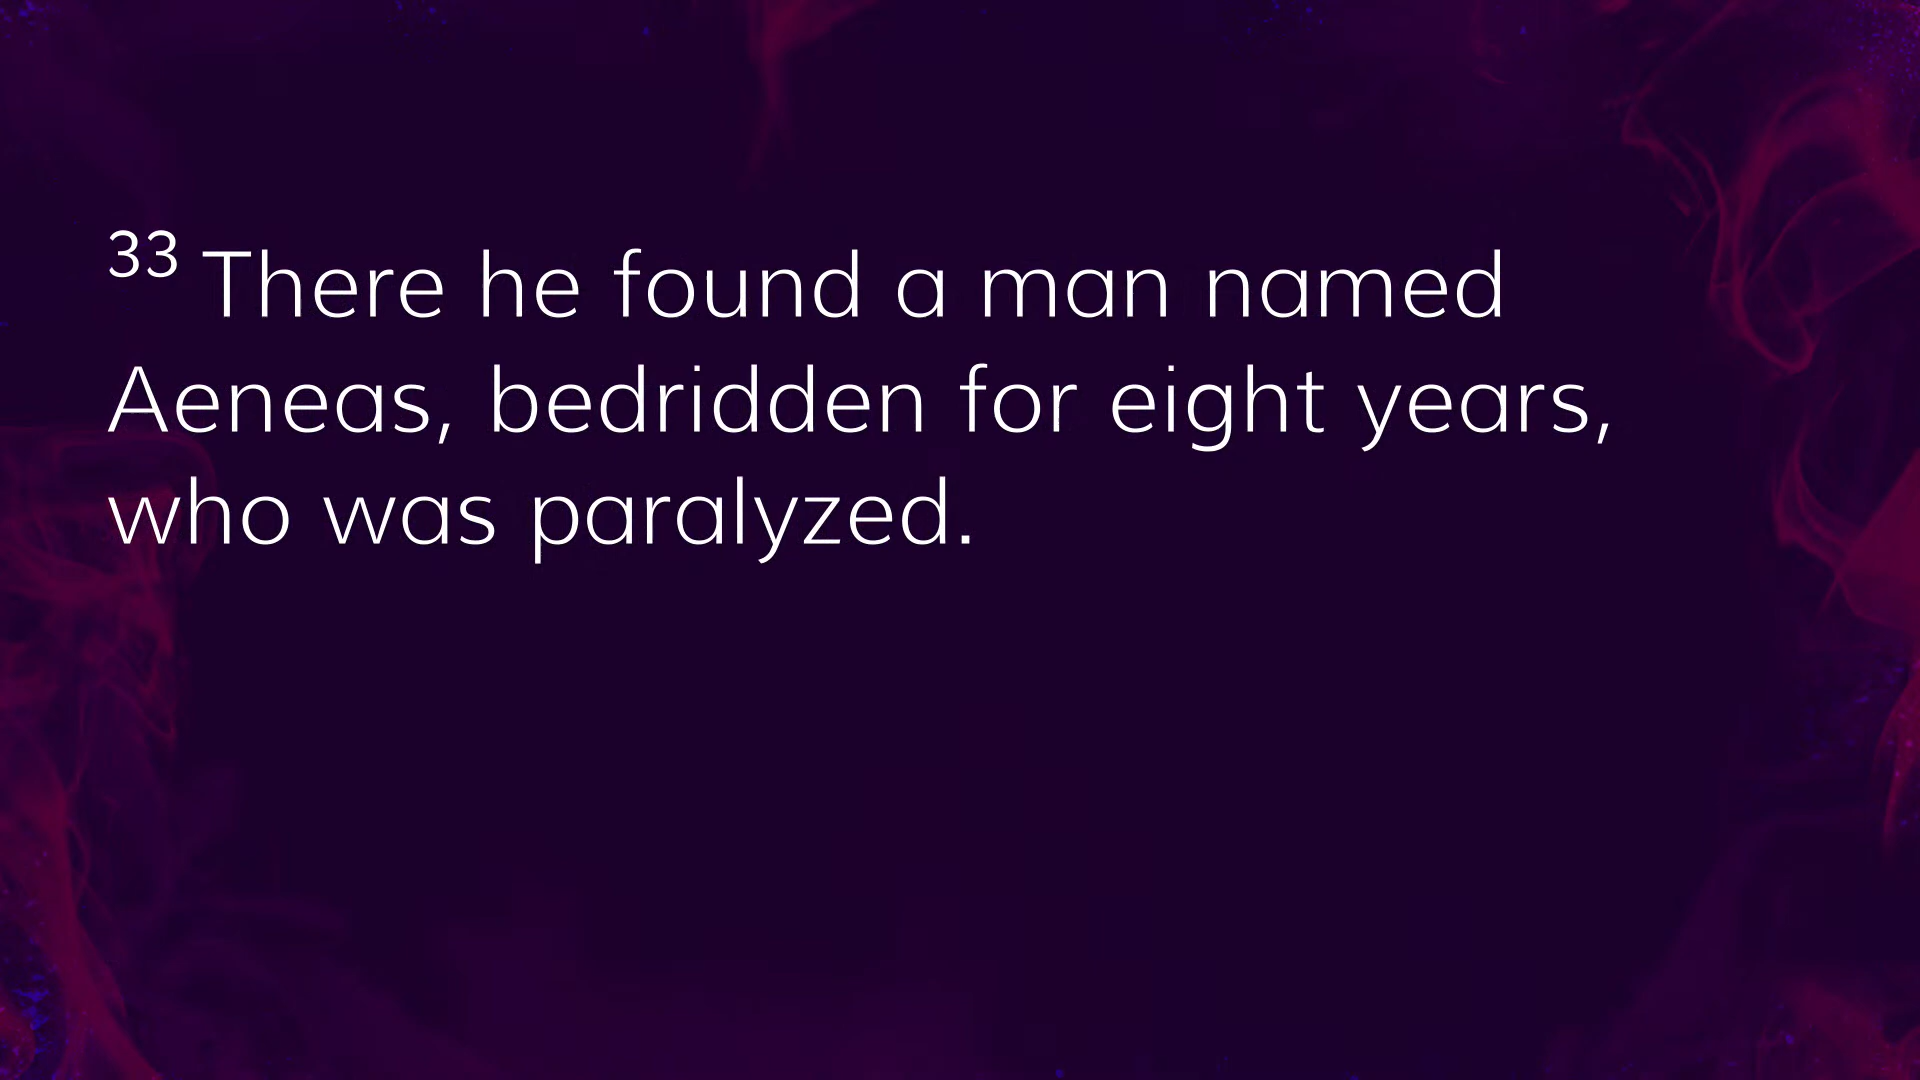 33 There he found a man named
Aeneas, bedridden for eight years,
who was paralyzed.